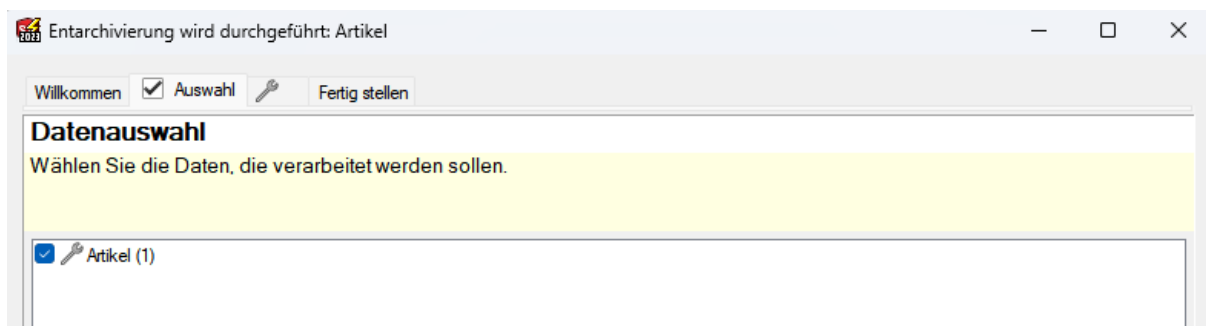 2023 Entarchivierung wird durchgeführt: Artikel
Willkommen Auswahl Fertig stellen
Datenauswahl
Wählen Sie die Daten, die verarbeitet werden sollen.
Artikel (1)